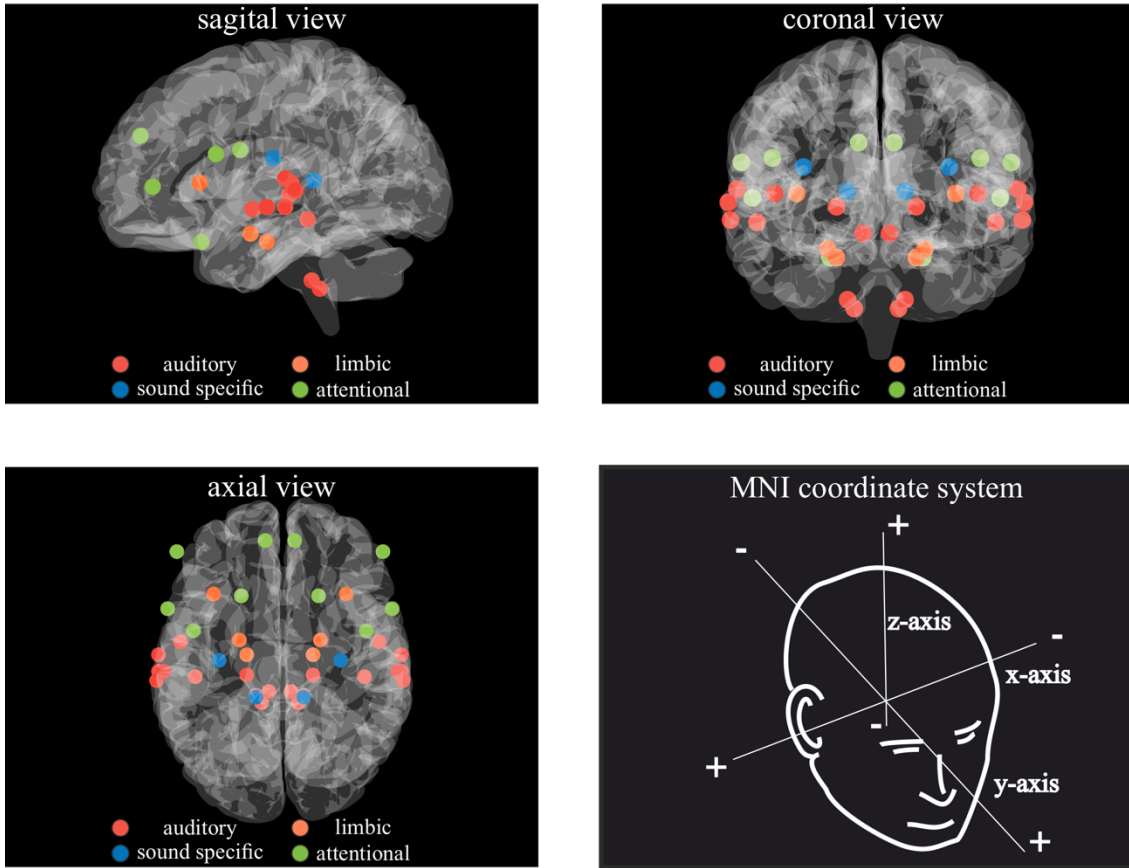 sagital view
auditory
limbic
sound specific
attentional
coronal view
auditory
limbic
sound specific
attentional
axial view
auditory
limbic
sound specific
attentional
MNI coordinate system
+
-
z-axis
-
x-axis
-
+
y-axis
+